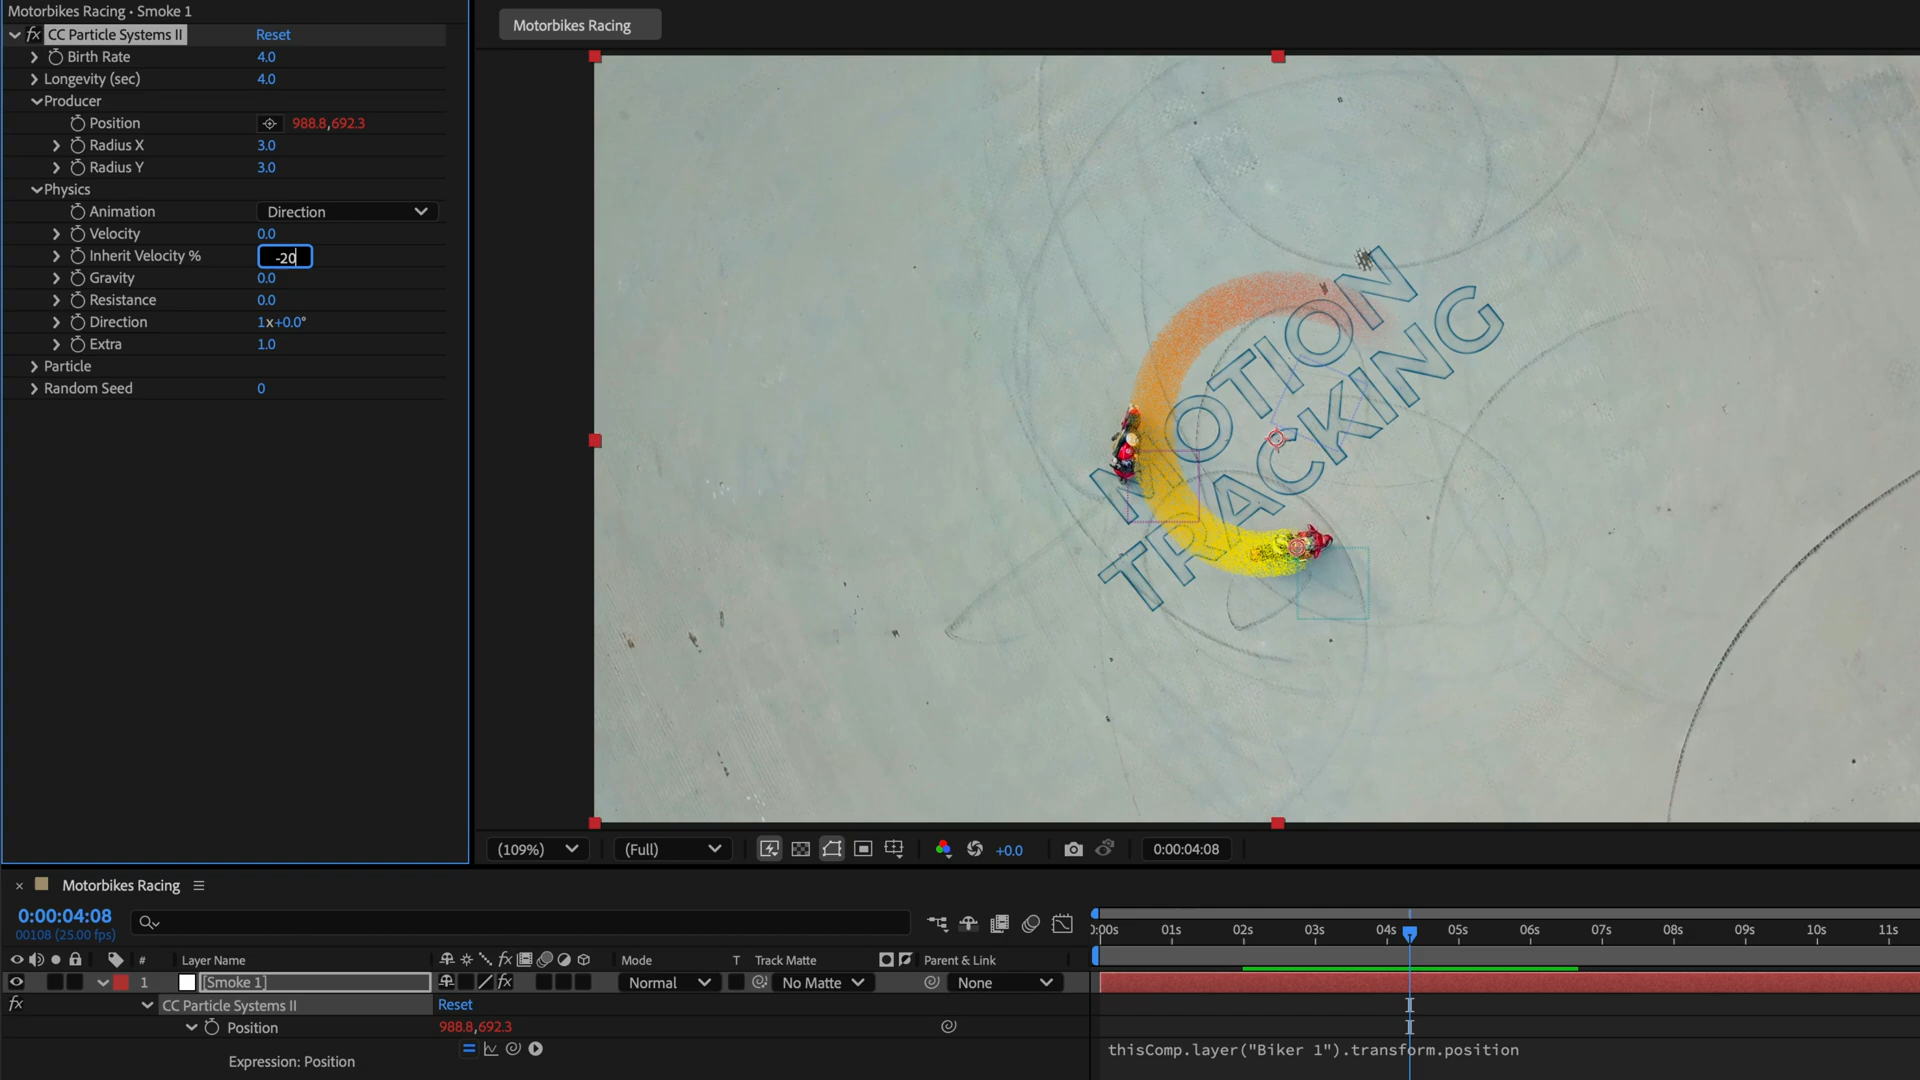 Motorbikes Racing • Smoke 1
fx CC Particle Systems II Reset
Birth Rate 4.0
Longevity (sec) 4.0
Producer
Position 988.8,692.3
Radius X 3.0
Radius Y 3.0
Physics
Animation Direction
Velocity 0.0
Inherit Velocity % -20
Gravity 0.0
Resistance 0.0
Direction 1x+0.0°
Extra 1.0
Particle
Random Seed 0
Motorbikes Racing
MOTION
TRACKING
(109%) (Full) +0.0 0:00:04:08
Motorbikes Racing
0:00:04:08
00108 (25.00 fps)
0:00s 01s 02s 03s 04s 05s 06s 07s 08s 09s 10s 11s
# Layer Name fx Mode T Track Matte Parent & Link
1 [Smoke 1] fx Normal No Matte None
fx CC Particle Systems II Reset
Position 988.8,692.3
Expression: Position thisComp.layer("Biker 1").transform.position